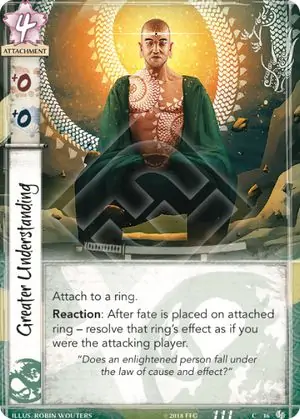 4
ATTACHMENT
+0
+0
Greater Understanding
Attach to a ring.
Reaction: After fate is placed on attached
ring – resolve that ring's effect as if you
were the attacking player.
"Does an enlightened person fall under
the law of cause and effect?"
ILLUS. ROBIN WOUTERS
© 2018 FFG
C
16